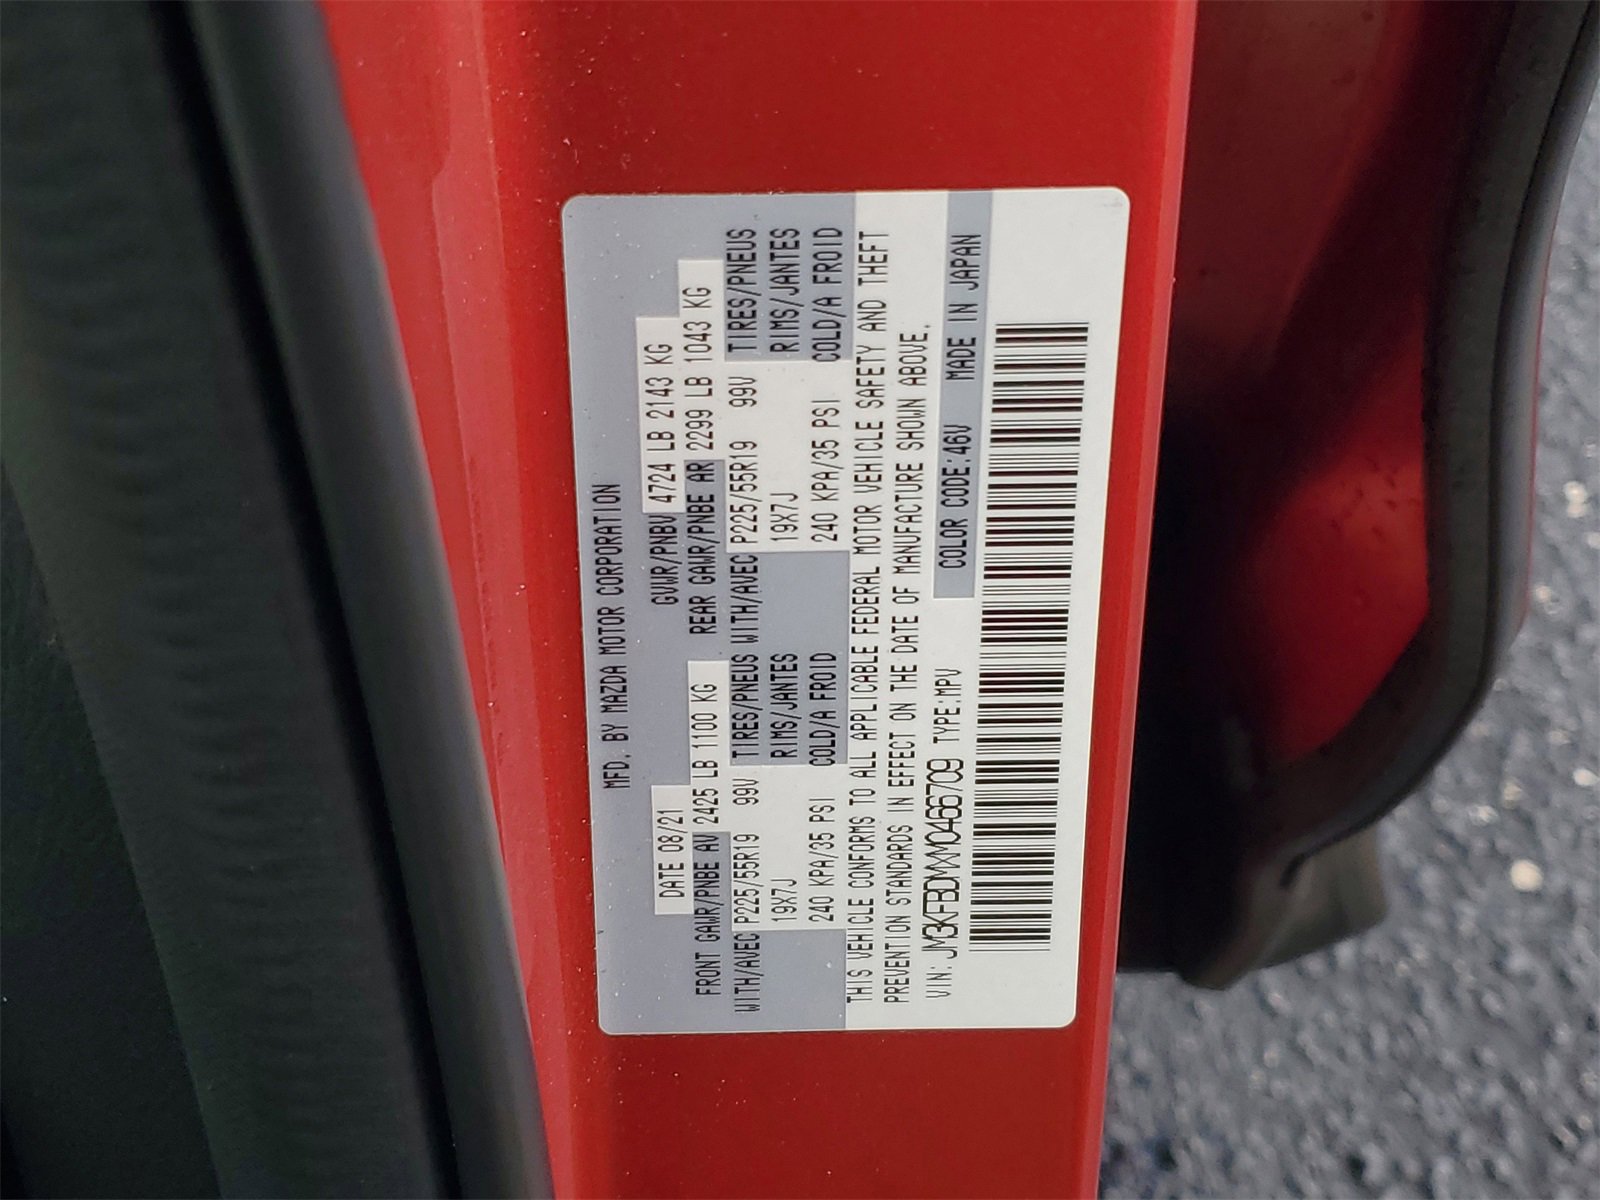 MFD. BY MAZDA MOTOR CORPORATION
DATE 08/21 GVWR/PNBV 4724 LB 2143 KG
FRONT GAWR/PNBE AV 2425 LB 1100 KG REAR GAWR/PNBE AR 2299 LB 1043 KG
WITH/AVEC P225/55R19 99V TIRES/PNEUS WITH/AVEC P225/55R19 99V TIRES/PNEUS
19X7J RIMS/JANTES 19X7J RIMS/JANTES
240 KPA/35 PSI COLD/A FROID 240 KPA/35 PSI COLD/A FROID
THIS VEHICLE CONFORMS TO ALL APPLICABLE FEDERAL MOTOR VEHICLE SAFETY AND THEFT
PREVENTION STANDARDS IN EFFECT ON THE DATE OF MANUFACTURE SHOWN ABOVE.
VIN: JM3KFBDMXM0466709 TYPE:MPV COLOR CODE:46V MADE IN JAPAN